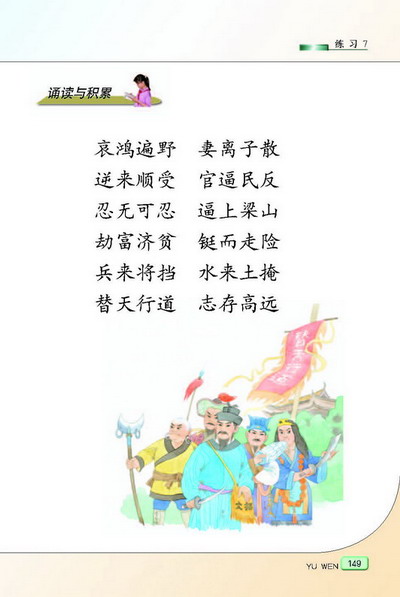 练习7
诵读与积累
哀鸿遍野 妻离子散
逆来顺受 官逼民反
忍无可忍 逼上梁山
劫富济贫 铤而走险
兵来将挡 水来土掩
替天行道 志存高远
替天行道
YU WEN 149